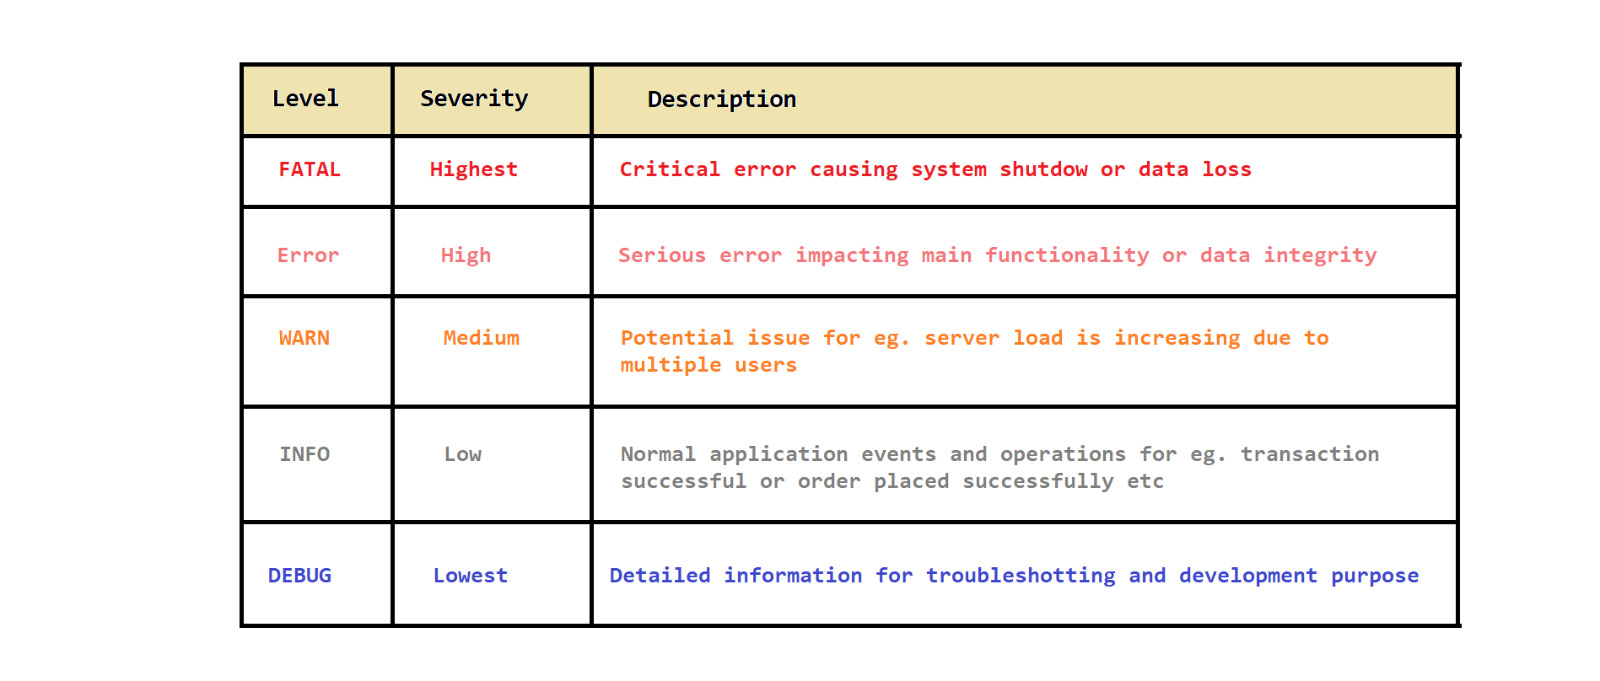 Level Severity Description
FATAL Highest Critical error causing system shutdow or data loss
Error High Serious error impacting main functionality or data integrity
WARN Medium Potential issue for eg. server load is increasing due to
multiple users
INFO Low Normal application events and operations for eg. transaction
successful or order placed successfully etc
DEBUG Lowest Detailed information for troubleshotting and development purpose